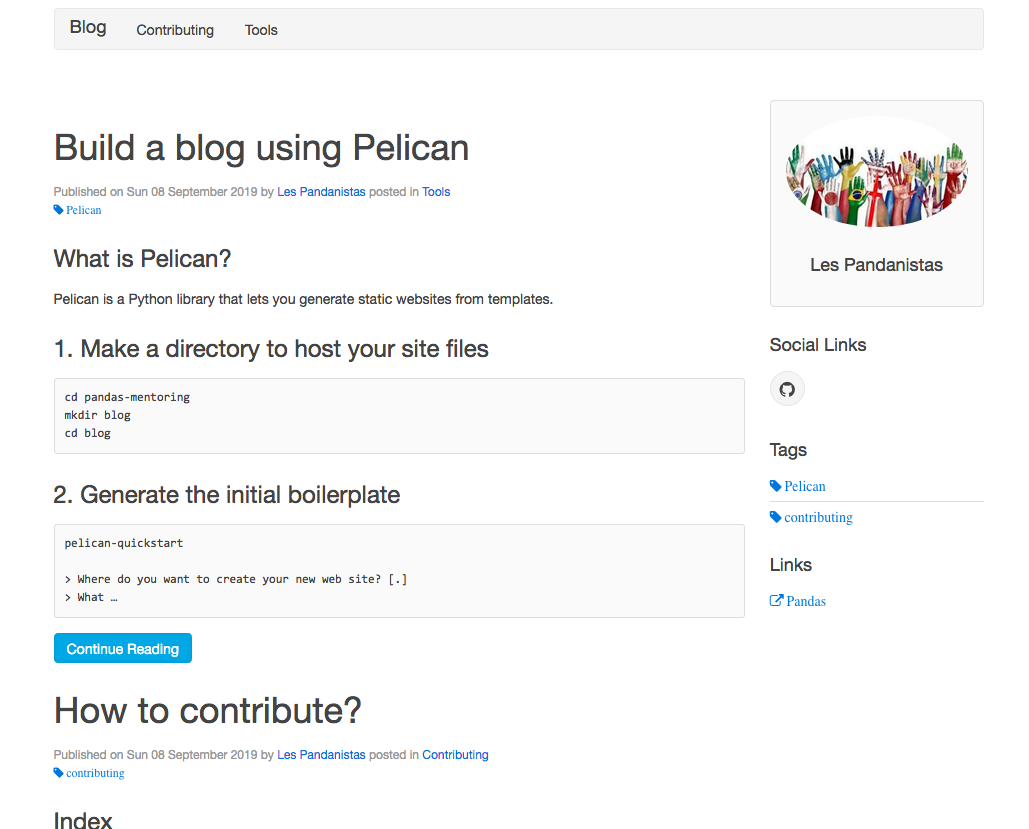 Blog Contributing Tools
Build a blog using Pelican
Published on Sun 08 September 2019 by Les Pandanistas posted in Tools
Pelican
What is Pelican?
Pelican is a Python library that lets you generate static websites from templates.
1. Make a directory to host your site files
cd pandas-mentoring
mkdir blog
cd blog
2. Generate the initial boilerplate
pelican-quickstart
> Where do you want to create your new web site? [.]
> What …
Continue Reading
How to contribute?
Published on Sun 08 September 2019 by Les Pandanistas posted in Contributing
contributing
Index
Les Pandanistas
Social Links
Tags
Pelican
contributing
Links
Pandas